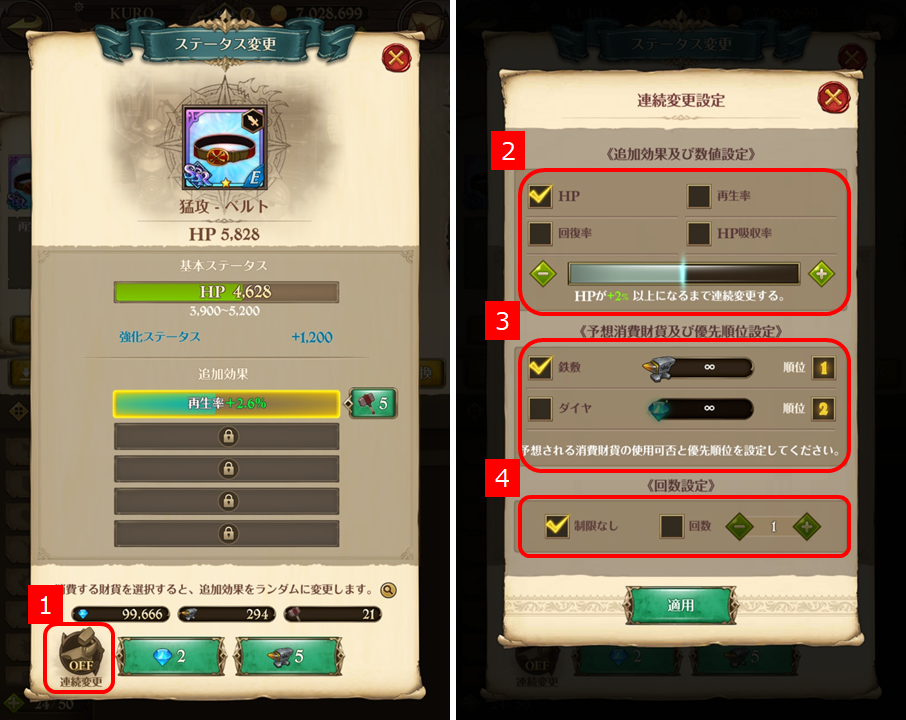 KURO
7,028,699
ステータス変更
SSR
E
猛攻 - ベルト
HP 5,828
基本ステータス
HP 4,628
3,900~5,200
強化ステータス +1,200
追加効果
再生率+2.6%
5
消費する財貨を選択すると、追加効果をランダムに変更します。
1
99,666
294
21
OFF
連続変更
2
5
24/50
ステータス変更
連続変更設定
2
《追加効果及び数値設定》
HP
再生率
回復率
HP吸収率
HPが+2% 以上になるまで連続変更する。
3
《予想消費財貨及び優先順位設定》
鉄敷 ∞ 順位 1
ダイヤ ∞ 順位 2
予想される消費財貨の使用可否と優先順位を設定してください。
4
《回数設定》
制限なし
回数
1
適用
OFF
2
5
連続変更